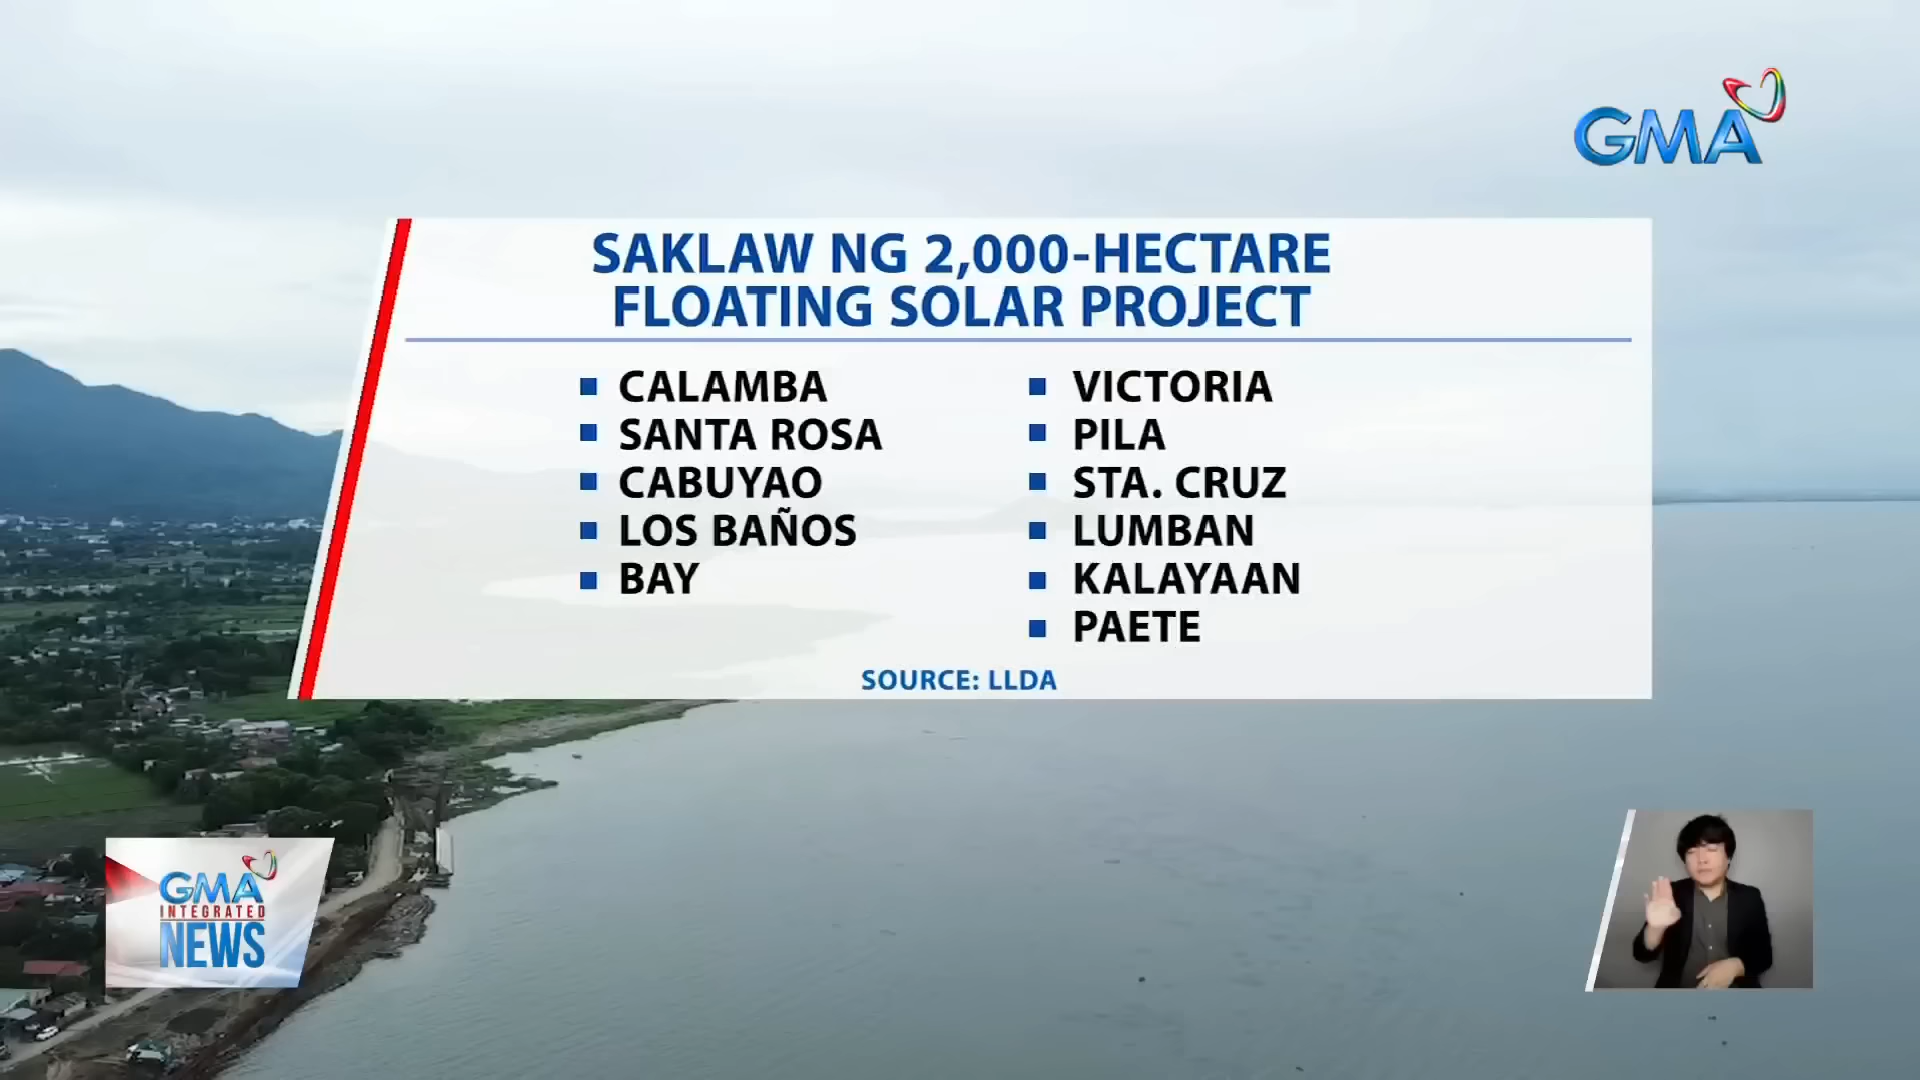 GMA
SAKLAW NG 2,000-HECTARE
FLOATING SOLAR PROJECT
CALAMBA
SANTA ROSA
CABUYAO
LOS BAÑOS
BAY
VICTORIA
PILA
STA. CRUZ
LUMBAN
KALAYAAN
PAETE
SOURCE: LLDA
GMA
INTEGRATED
NEWS